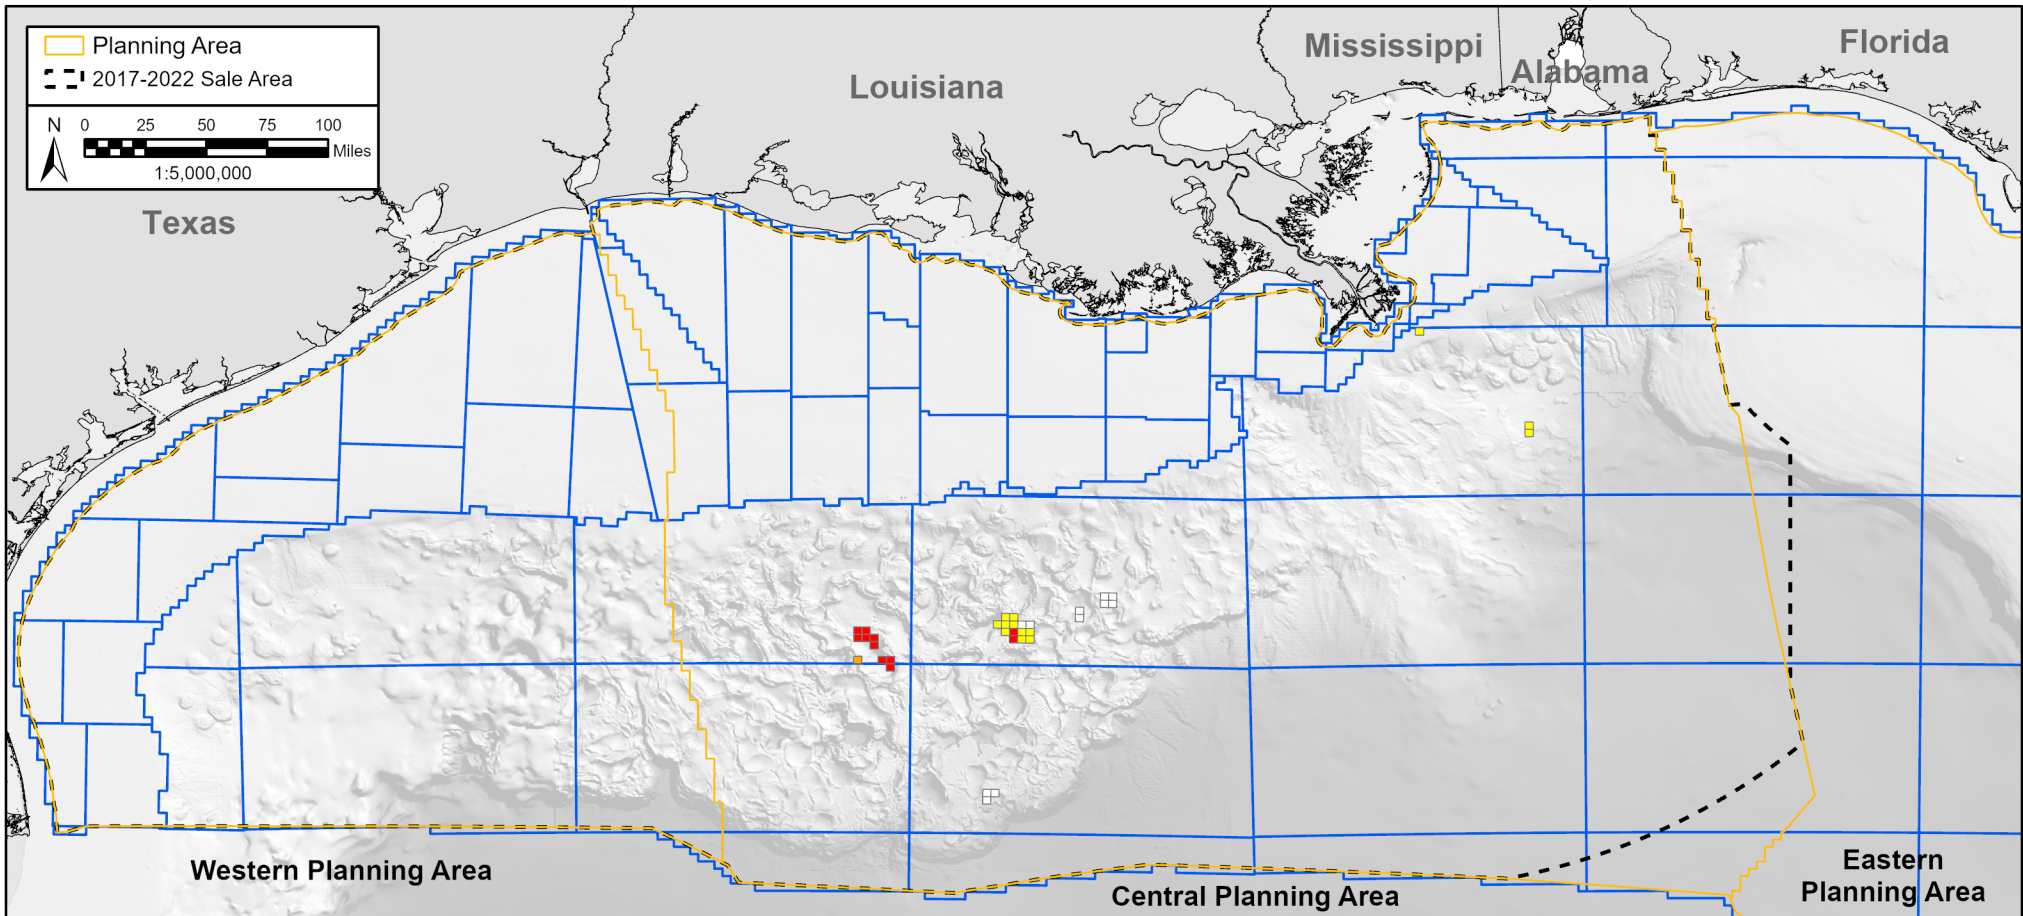 Planning Area
2017-2022 Sale Area
N
0 25 50 75 100
Miles
1:5,000,000
Texas
Louisiana
Mississippi
Alabama
Florida
Western Planning Area
Central Planning Area
Eastern
Planning Area